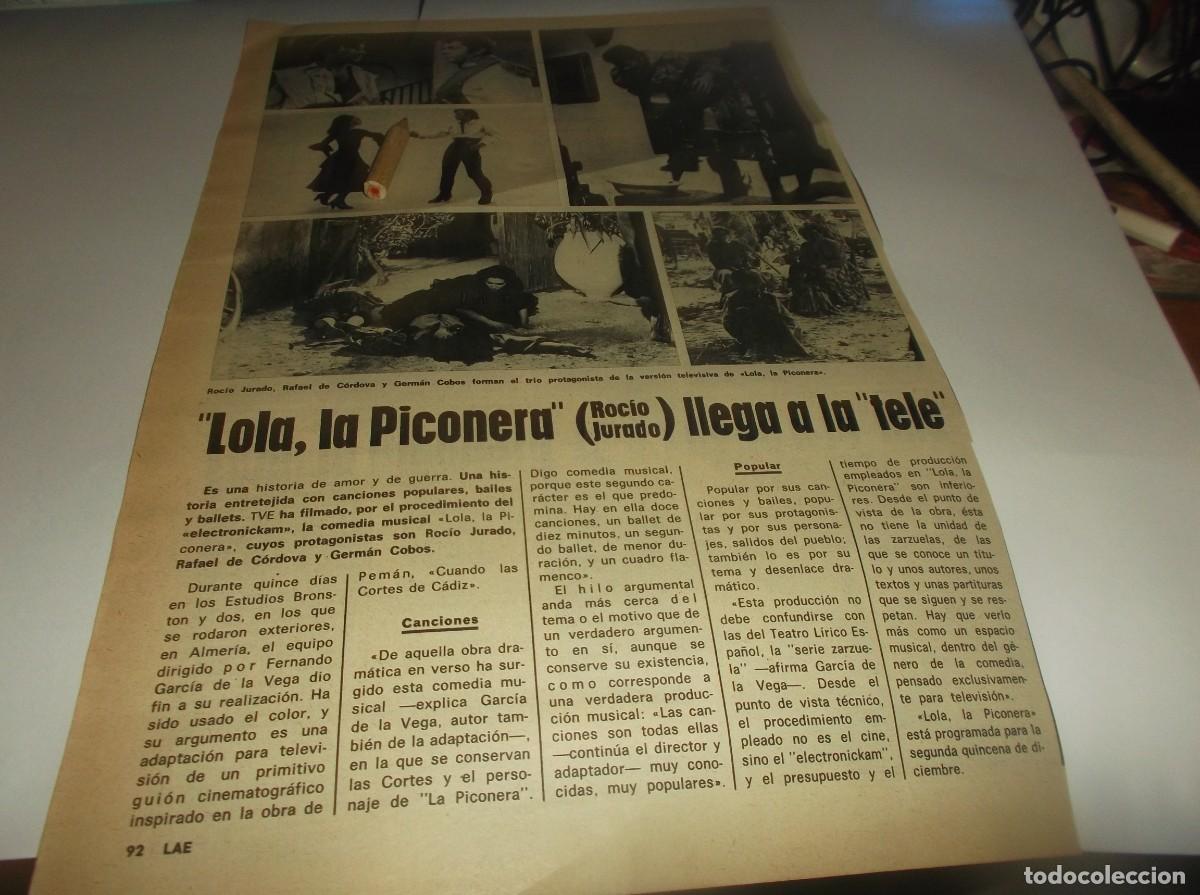 Rocío Jurado, Rafael de Córdova y Germán Cobos forman el trío protagonista de la versión televisiva de «Lola, la Piconera».
"Lola, la Piconera" (Rocío Jurado) llega a la "tele"
Es una historia de amor y de guerra. Una his-
toria entretejida con canciones populares, bailes
y ballets. TVE ha filmado, por el procedimiento del
«electronickam», la comedia musical «Lola, la Pi-
conera», cuyos protagonistas son Rocío Jurado,
Rafael de Córdova y Germán Cobos.
Durante quince días
en los Estudios Brons-
ton y dos, en los que
se rodaron exteriores,
en Almería, el equipo
dirigido por Fernando
García de la Vega dio
fin a su realización. Ha
sido usado el color, y
su argumento es una
adaptación para televi-
sión de un primitivo
guión cinematográfico
inspirado en la obra de
Pemán, «Cuando las
Cortes de Cádiz».
Canciones
«De aquella obra dra-
mática en verso ha sur-
gido esta comedia mu-
sical —explica García
de la Vega, autor tam-
bién de la adaptación—,
en la que se conservan
las Cortes y el perso-
naje de "La Piconera".
Digo comedia musical,
porque este segundo ca-
rácter es el que predo-
mina. Hay en ella doce
canciones, un ballet de
diez minutos, un segun-
do ballet, de menor du-
ración, y un cuadro fla-
menco».
El hilo argumental
anda más cerca del
tema o el motivo que de
un verdadero argumen-
to en sí, aunque se
conserve su existencia,
como corresponde a
una verdadera produc-
ción musical: «Las can-
ciones son todas ellas
—continúa el director y
adaptador— muy cono-
cidas, muy populares».
Popular
Popular por sus can-
ciones y bailes, popu-
lar por sus protagonis-
tas y por sus persona-
jes, salidos del pueblo;
también lo es por su
tema y desenlace dra-
mático.
«Esta producción no
debe confundirse con
las del Teatro Lírico Es-
pañol, la "serie zarzue-
la" —afirma García de
la Vega—. Desde el
punto de vista técnico,
el procedimiento em-
pleado no es el cine,
sino el "electronickam",
y el presupuesto y el
tiempo de producción
empleados en "Lola, la
Piconera" son inferio-
res. Desde el punto de
vista de la obra, ésta
no tiene la unidad de
las zarzuelas, de las
que se conoce un títu-
lo y unos autores, unos
textos y unas partituras
que se siguen y se res-
petan. Hay que verlo
más como un espacio
musical, dentro del gé-
nero de la comedia,
pensado exclusivamen-
te para televisión».
«Lola, la Piconera»
está programada para la
segunda quincena de di-
ciembre.
92 LAE
todocoleccion